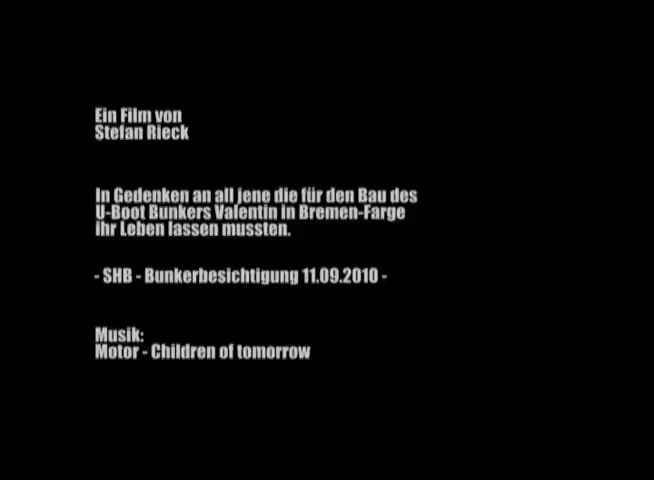 Ein Film von
Stefan Rieck
In Gedenken an all jene die für den Bau des
U-Boot Bunkers Valentin in Bremen-Farge
ihr Leben lassen mussten.
- SHB - Bunkerbesichtigung 11.09.2010 -
Musik:
Motor - Children of tomorrow